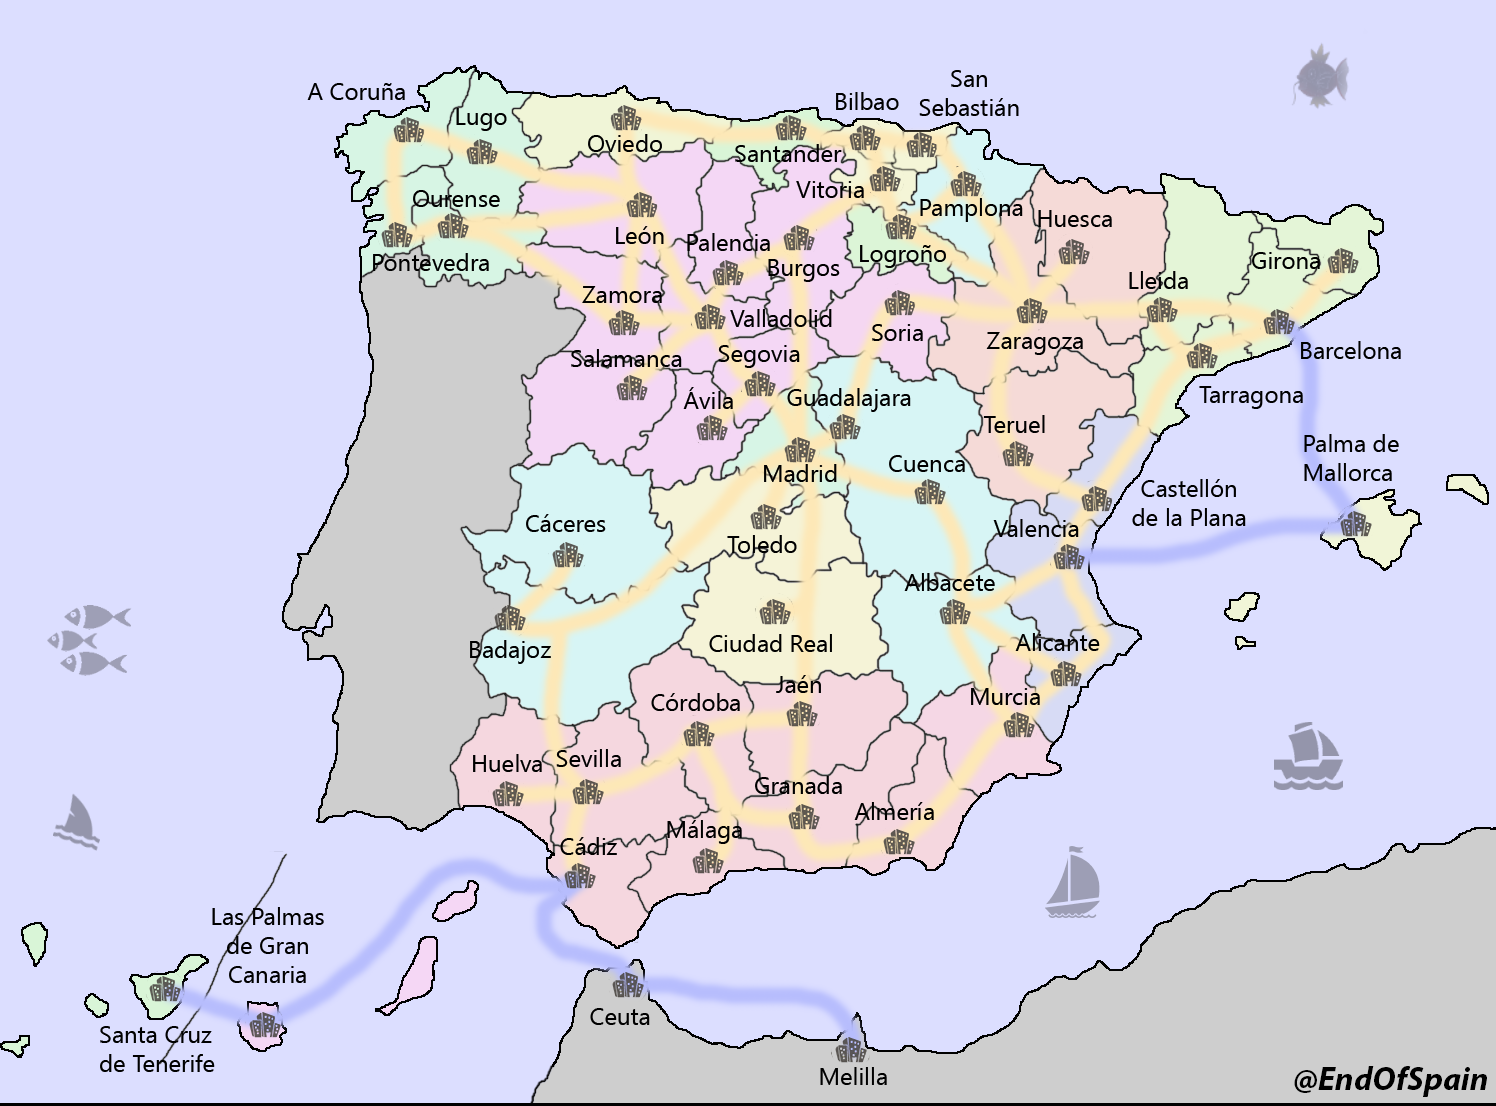 San
Sebastián
A Coruña
Bilbao
Lugo
Oviedo
Santander
Vitoria
Ourense
Pamplona
Huesca
León
Palencia
Logroño
Pontevedra
Burgos
Girona
Lleida
Zamora
Valladolid
Soria
Zaragoza
Barcelona
Salamanca
Segovia
Ávila
Guadalajara
Tarragona
Teruel
Palma de
Mallorca
Madrid
Cuenca
Castellón
de la Plana
Cáceres
Valencia
Toledo
Albacete
Badajoz
Ciudad Real
Alicante
Jaén
Córdoba
Murcia
Huelva
Sevilla
Granada
Almería
Málaga
Cádiz
Las Palmas
de Gran
Canaria
Ceuta
Santa Cruz
de Tenerife
Melilla
@EndOfSpain